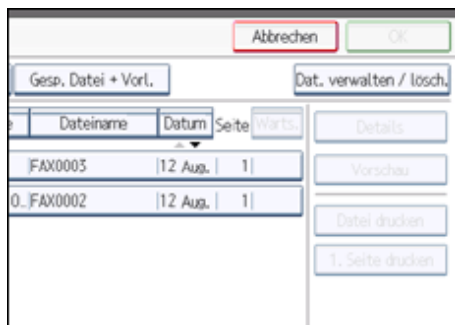 Abbrechen OK
Gesp. Datei + Vorl. Dat. verwalten / lösch.
e Dateiname Datum Seite Warts. Details
FAX0003 12 Aug. 1 Vorschau
0.. FAX0002 12 Aug. 1
Datei drucken
1. Seite drucken